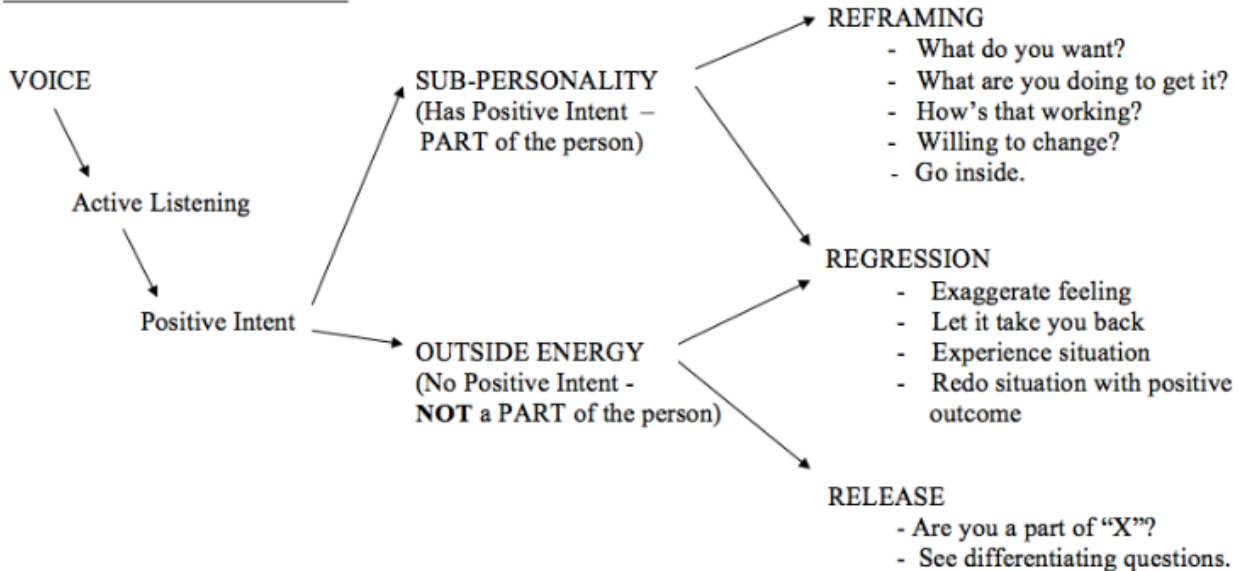 VOICE
Active Listening
Positive Intent
SUB-PERSONALITY
(Has Positive Intent –
PART of the person)
OUTSIDE ENERGY
(No Positive Intent -
NOT a PART of the person)
REFRAMING
- What do you want?
- What are you doing to get it?
- How's that working?
- Willing to change?
- Go inside.
REGRESSION
- Exaggerate feeling
- Let it take you back
- Experience situation
- Redo situation with positive
outcome
RELEASE
- Are you a part of “X”?
- See differentiating questions.